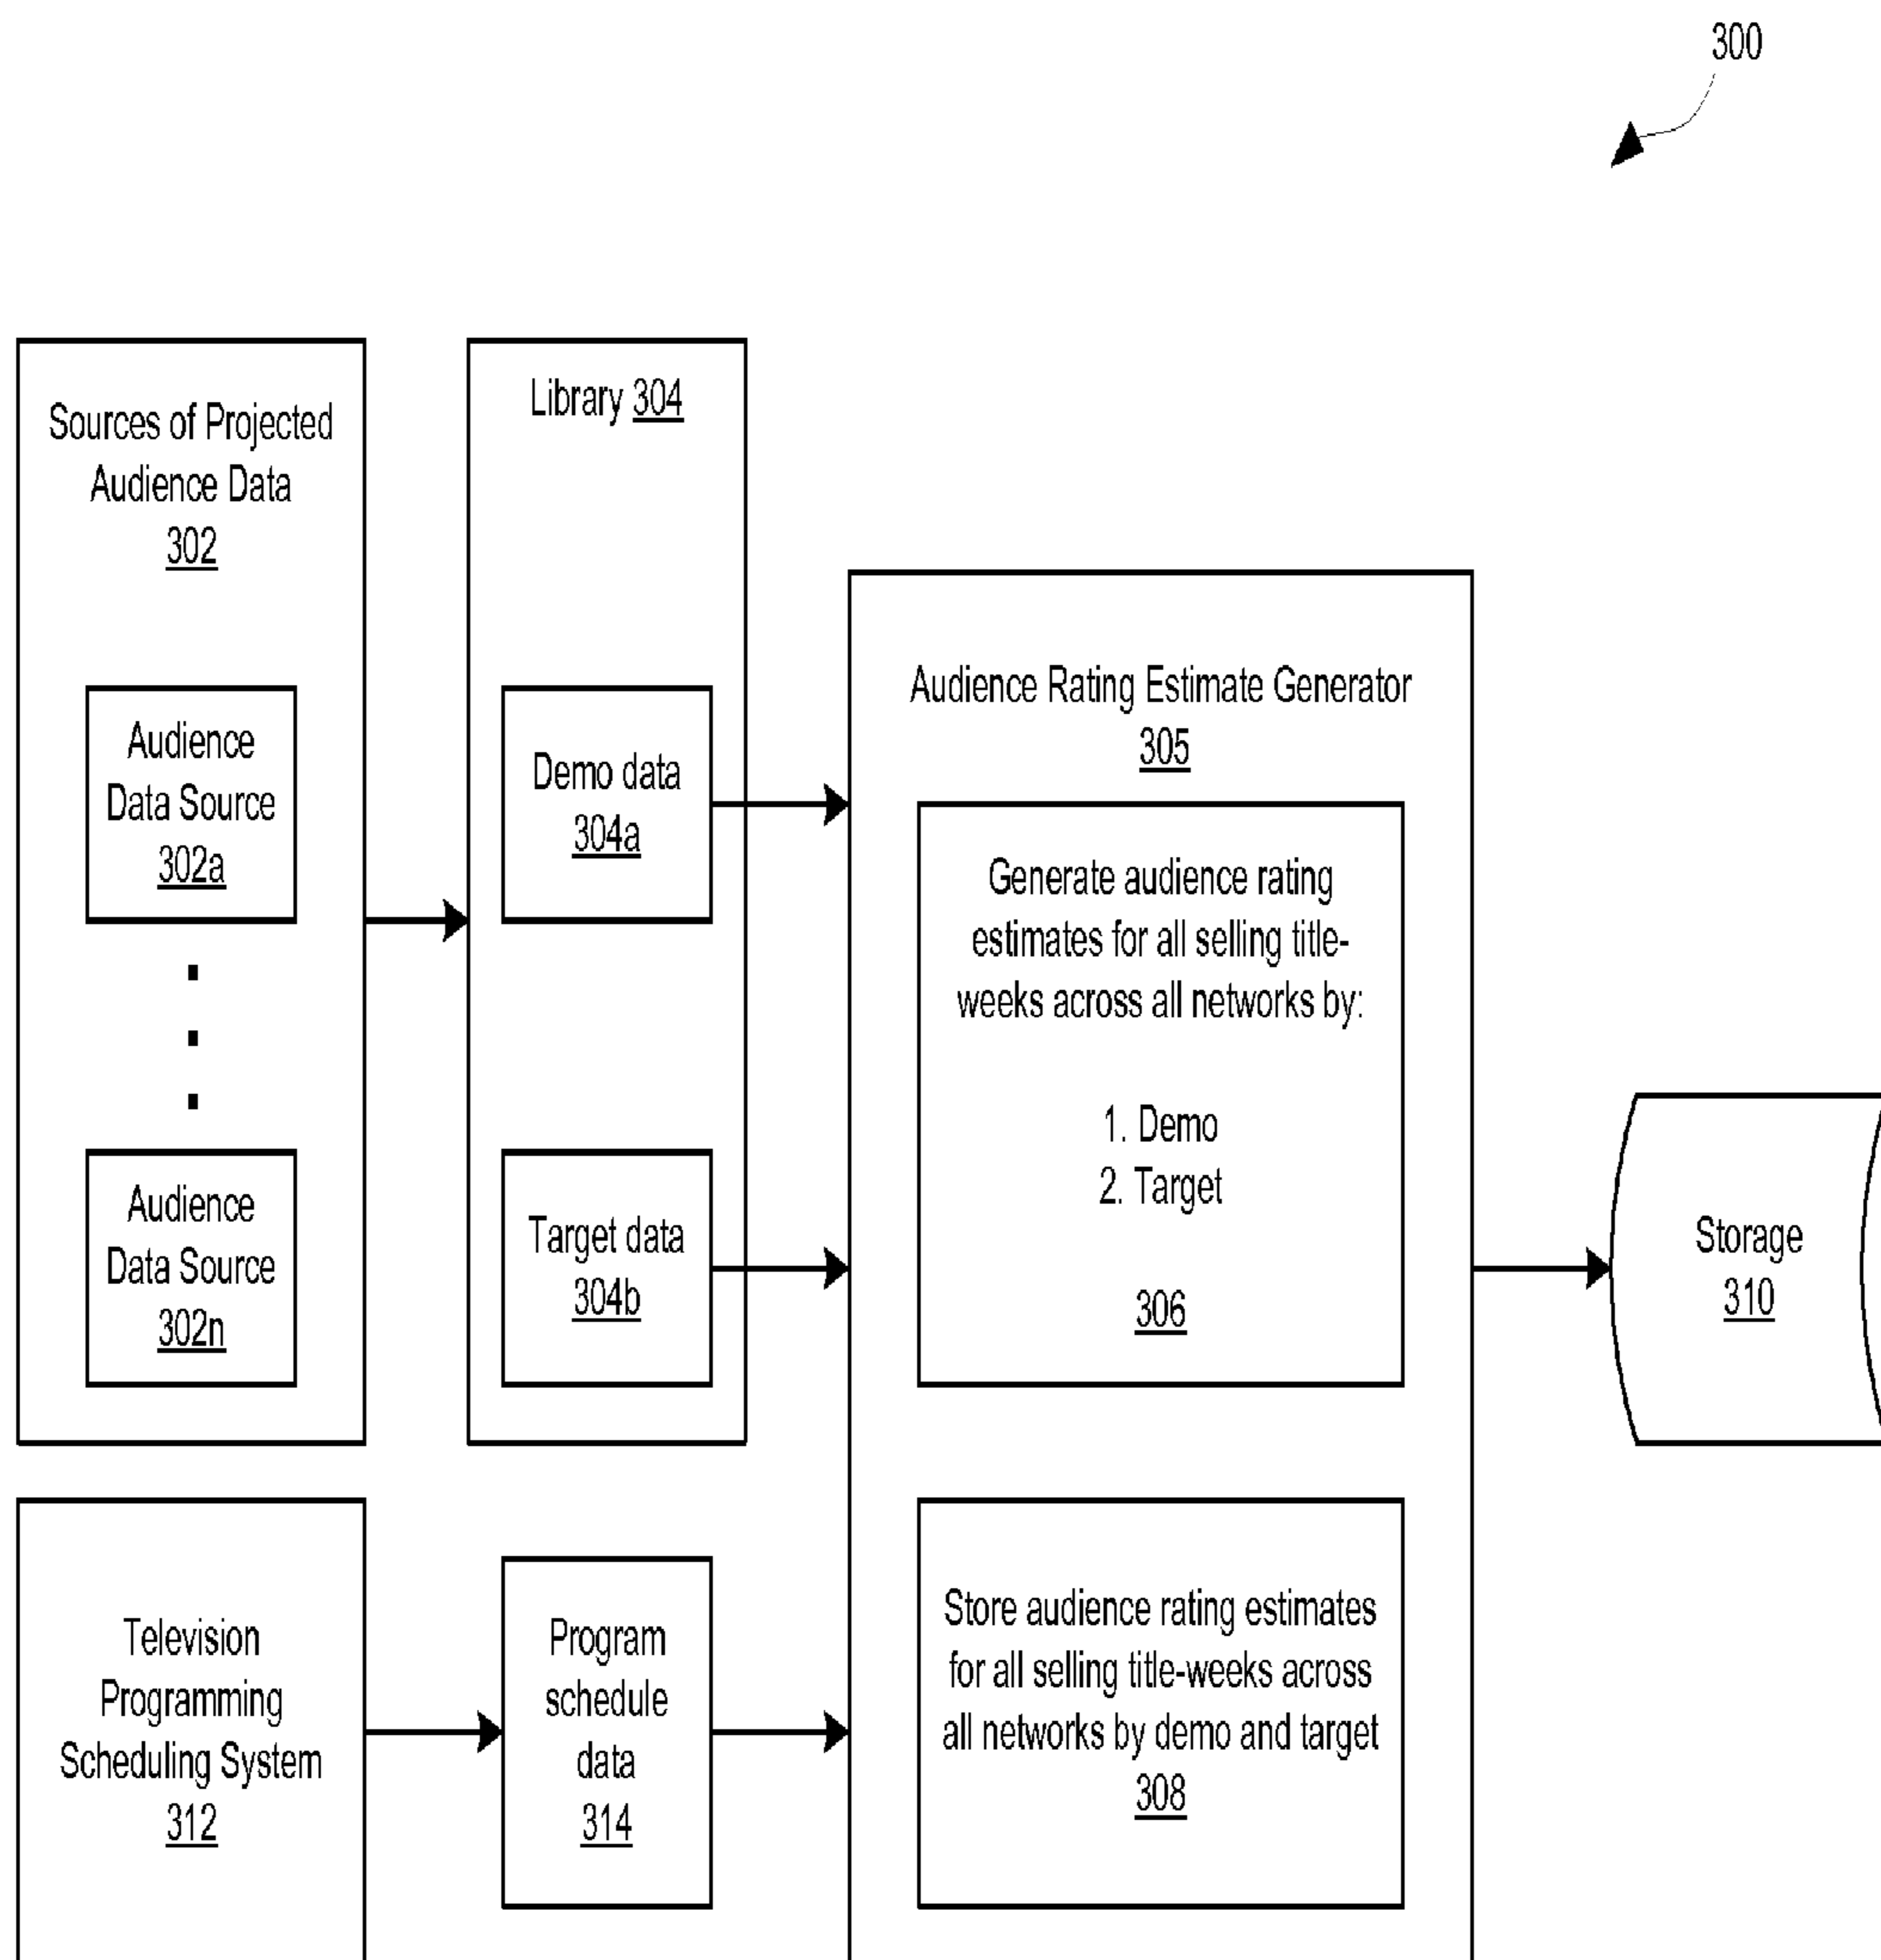 300
Sources of Projected
Audience Data
302
Audience
Data Source
302a
Audience
Data Source
302n
Library 304
Demo data
304a
Target data
304b
Audience Rating Estimate Generator
305
Generate audience rating
estimates for all selling title-
weeks across all networks by:
1. Demo
2. Target
306
Storage
310
Television
Programming
Scheduling System
312
Program
schedule
data
314
Store audience rating estimates
for all selling title-weeks across
all networks by demo and target
308